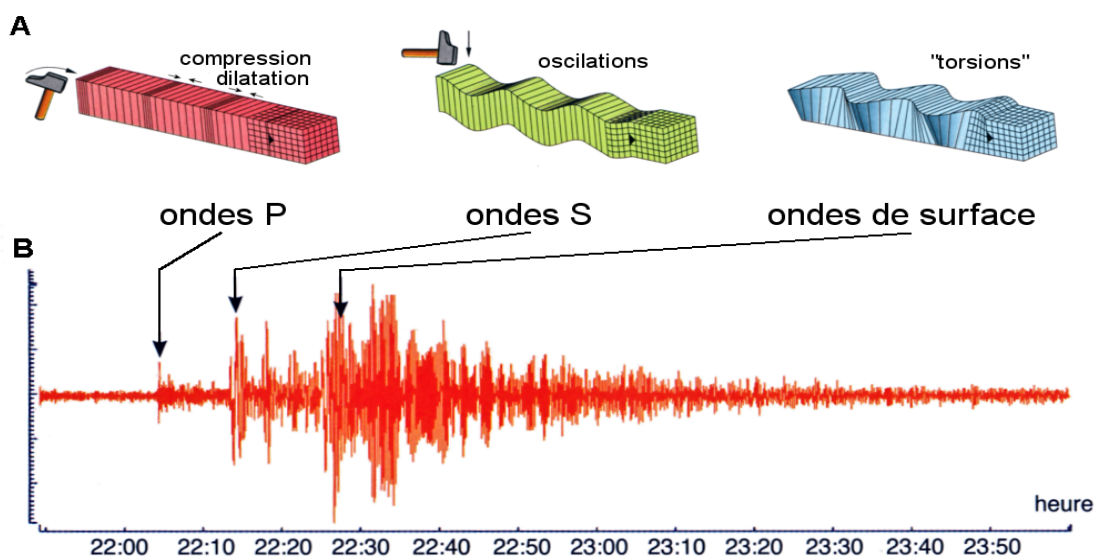 A
compression
dilatation
oscilations
"torsions"
ondes P
ondes S
ondes de surface
B
heure
22:00 22:10 22:20 22:30 22:40 22:50 23:00 23:10 23:20 23:30 23:40 23:50